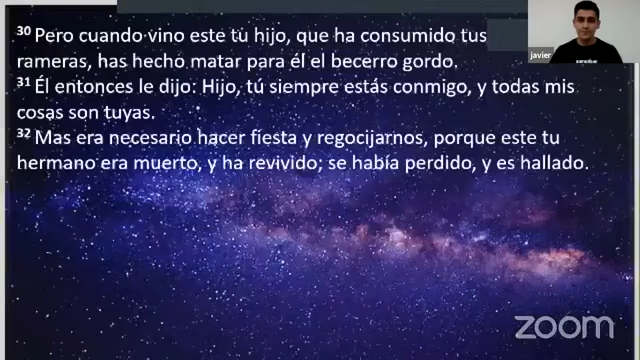 ³⁰ Pero cuando vino este tu hijo, que ha consumido tus
rameras, has hecho matar para él el becerro gordo.
³¹ Él entonces le dijo: Hijo, tú siempre estás conmigo, y todas mis
cosas son tuyas.
³² Mas era necesario hacer fiesta y regocijarnos, porque este tu
hermano era muerto, y ha revivido; se había perdido, y es hallado.
javier
zoom